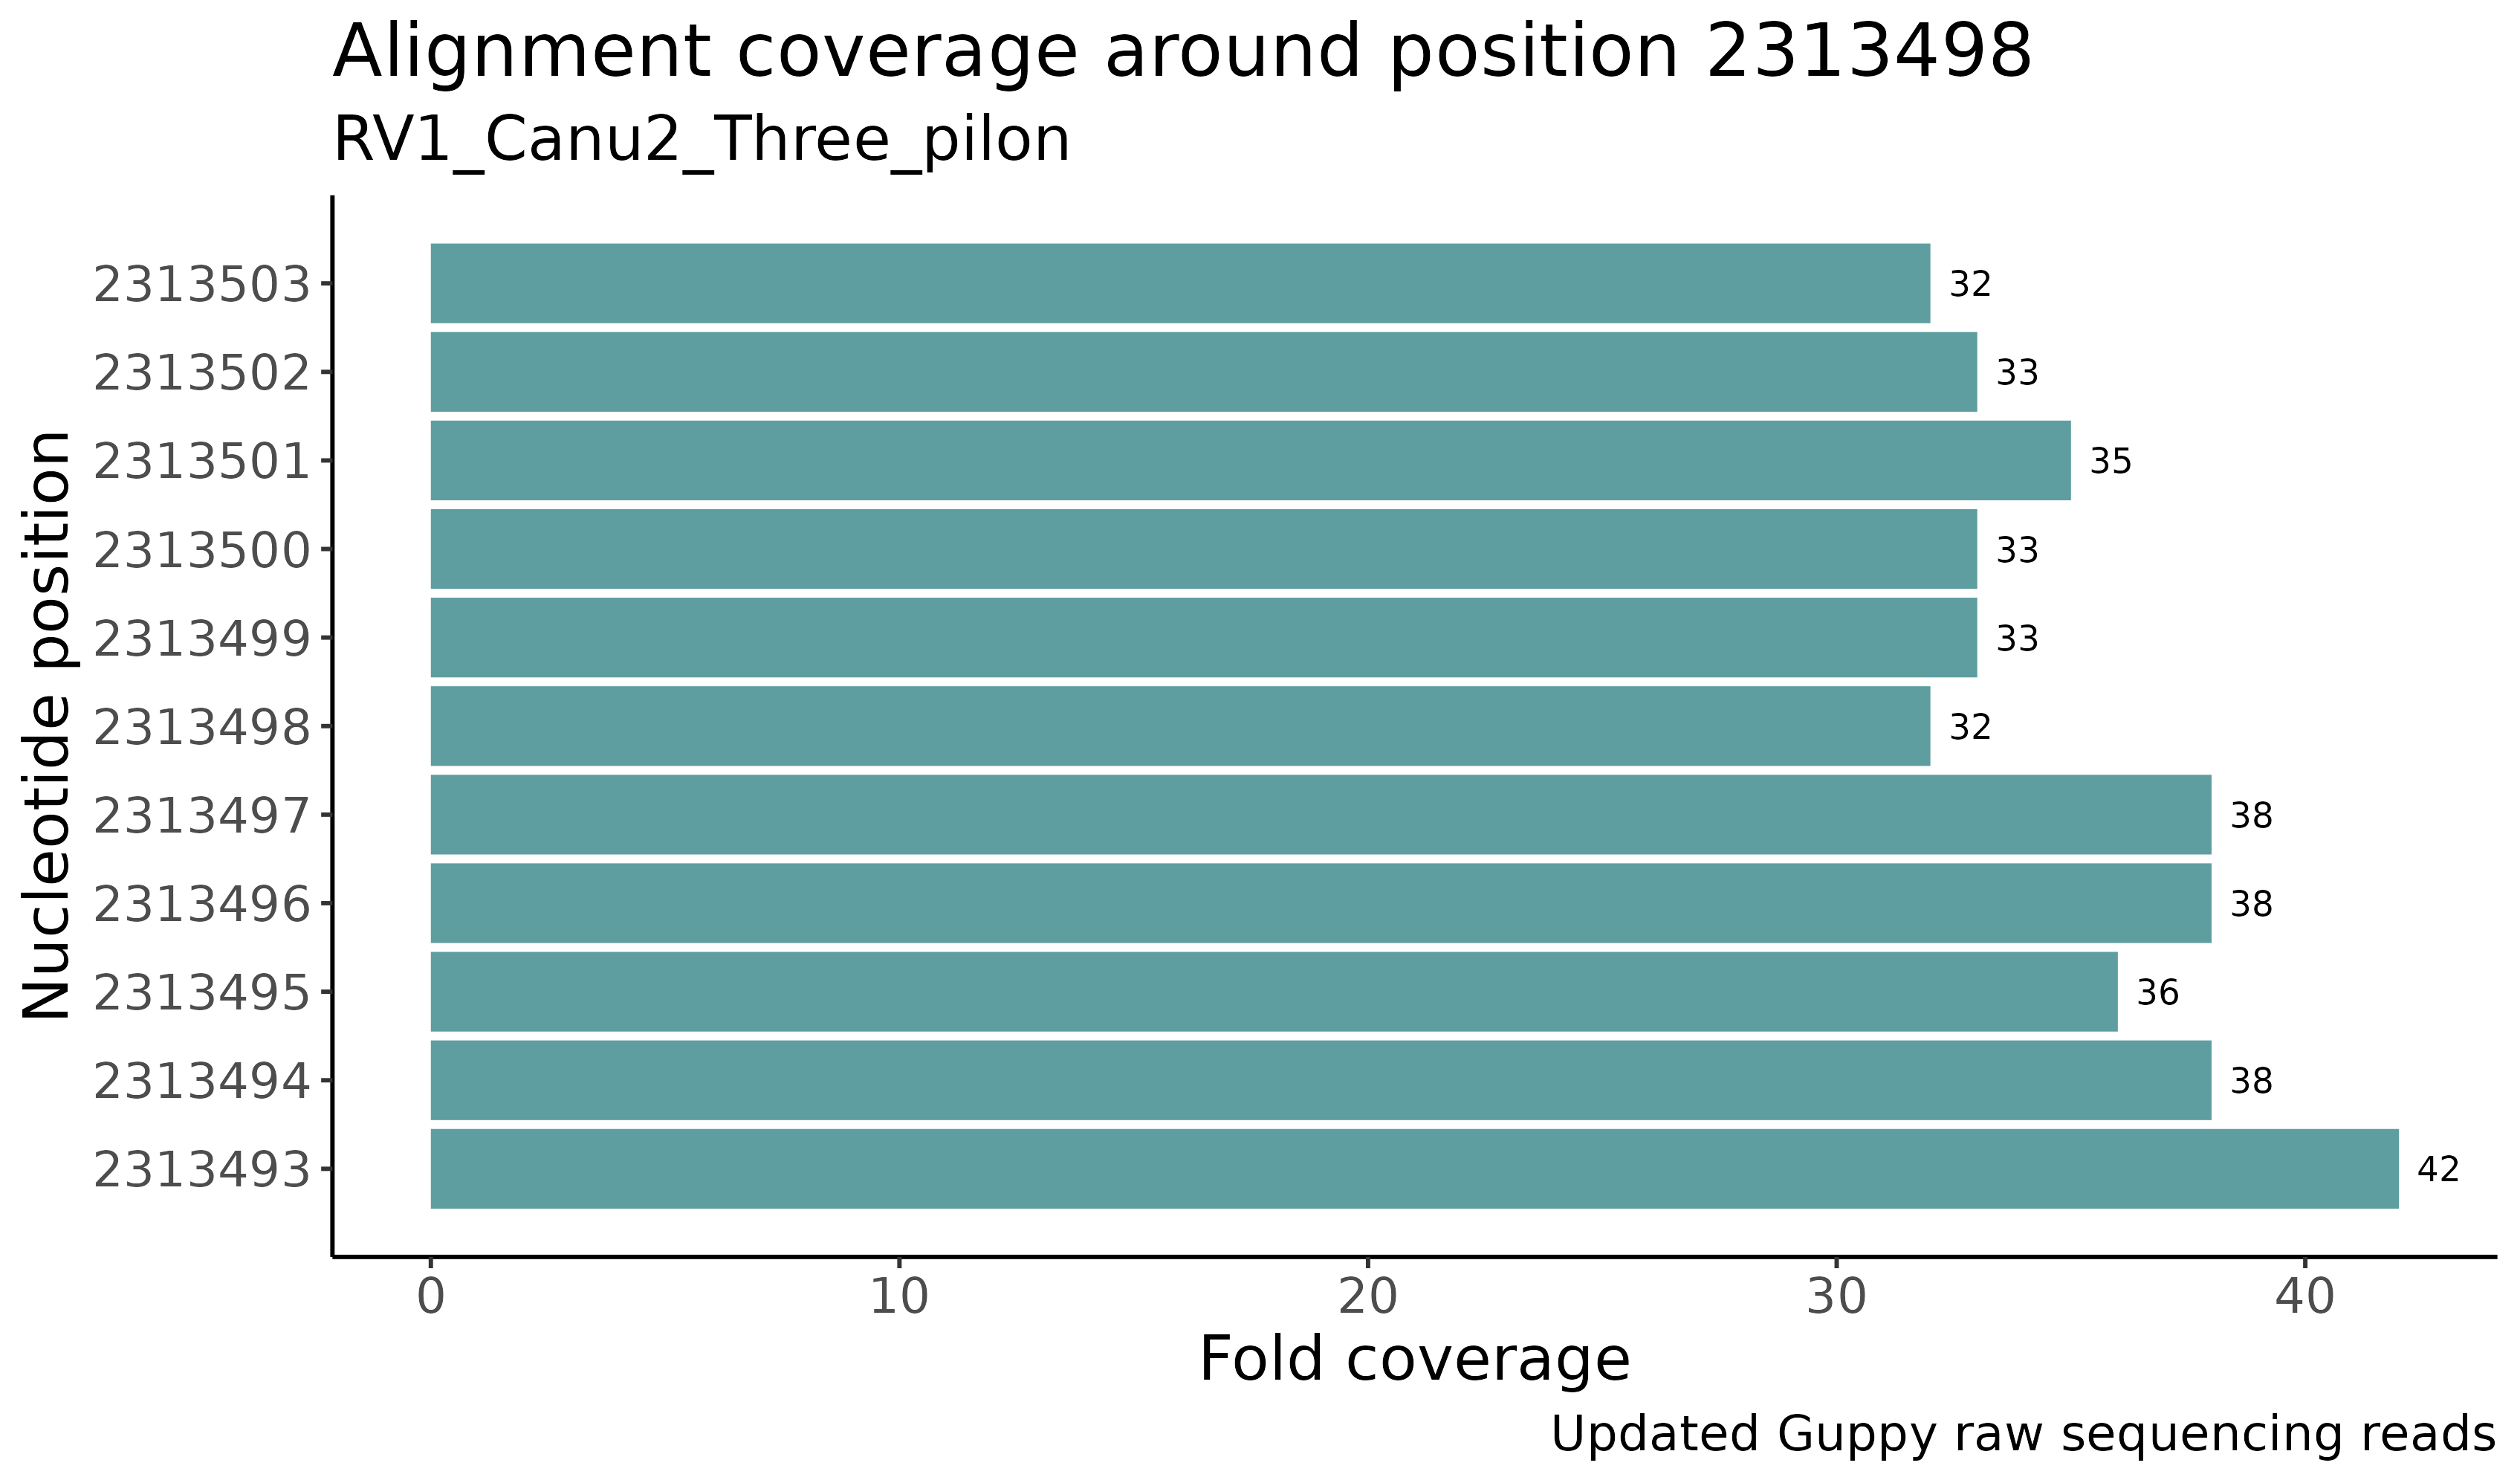 Alignment coverage around position 2313498
RV1_Canu2_Three_pilon
Nucleotide position
2313503 32
2313502 33
2313501 35
2313500 33
2313499 33
2313498 32
2313497 38
2313496 38
2313495 36
2313494 38
2313493 42
0 10 20 30 40
Fold coverage
Updated Guppy raw sequencing reads